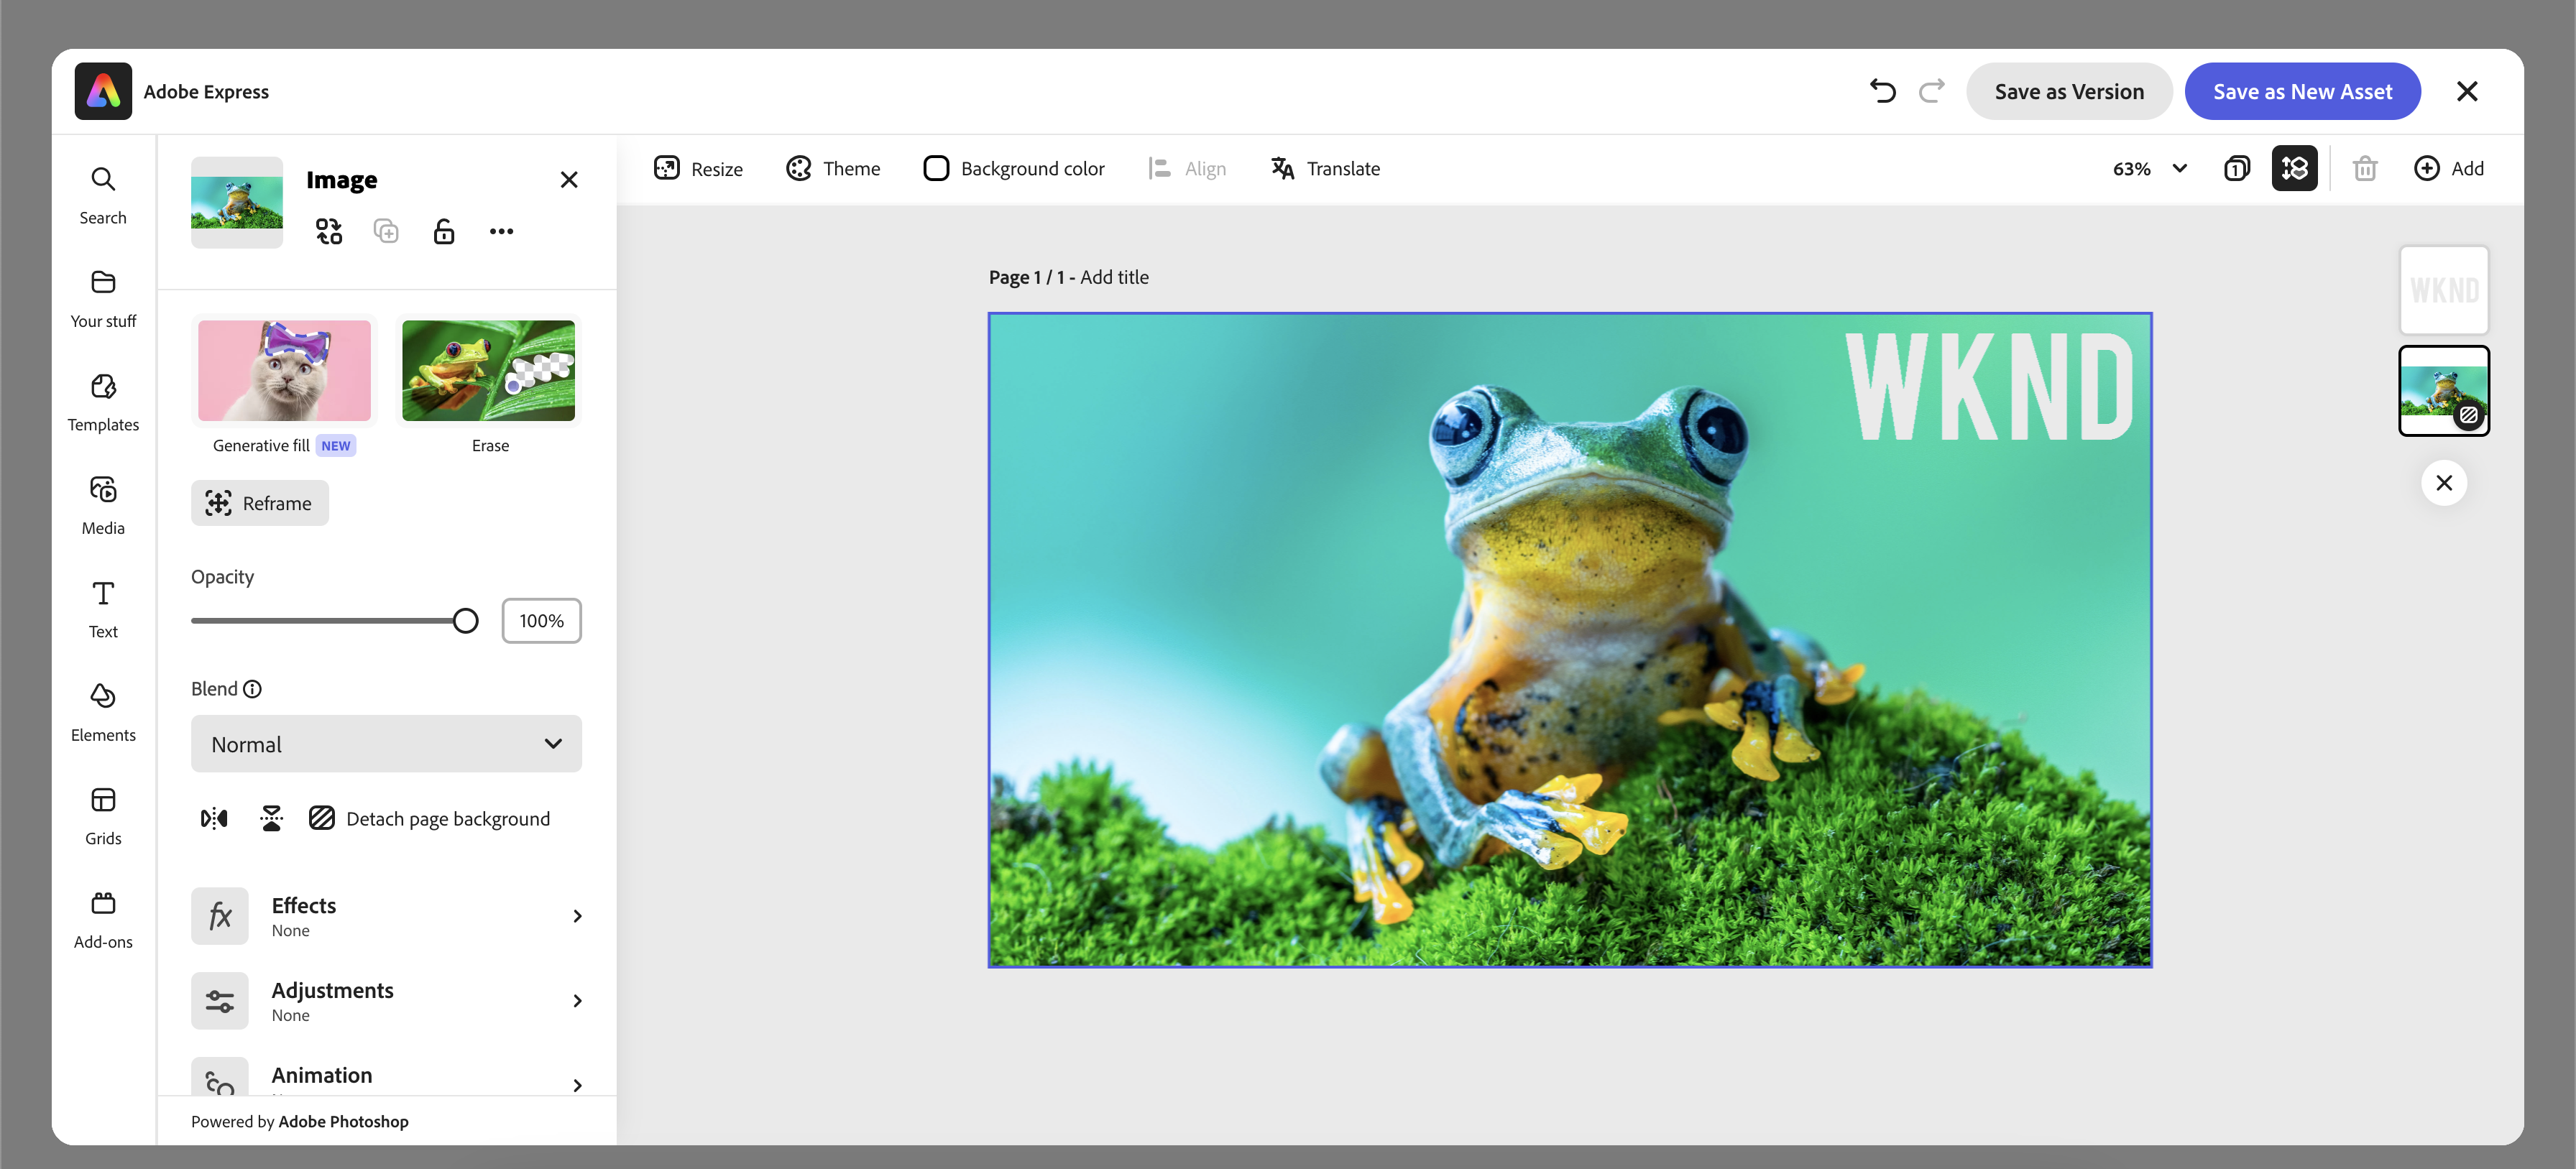 Adobe Express
Save as Version
Save as New Asset
Search
Your stuff
Templates
Media
Text
Elements
Grids
Add-ons
Image
Generative fill NEW
Erase
Reframe
Opacity
100%
Blend
Normal
Detach page background
fx
Effects
None
Adjustments
None
Animation
Powered by Adobe Photoshop
Resize
Theme
Background color
Align
Translate
63%
1
Add
Page 1 / 1 - Add title
WKND
WKND